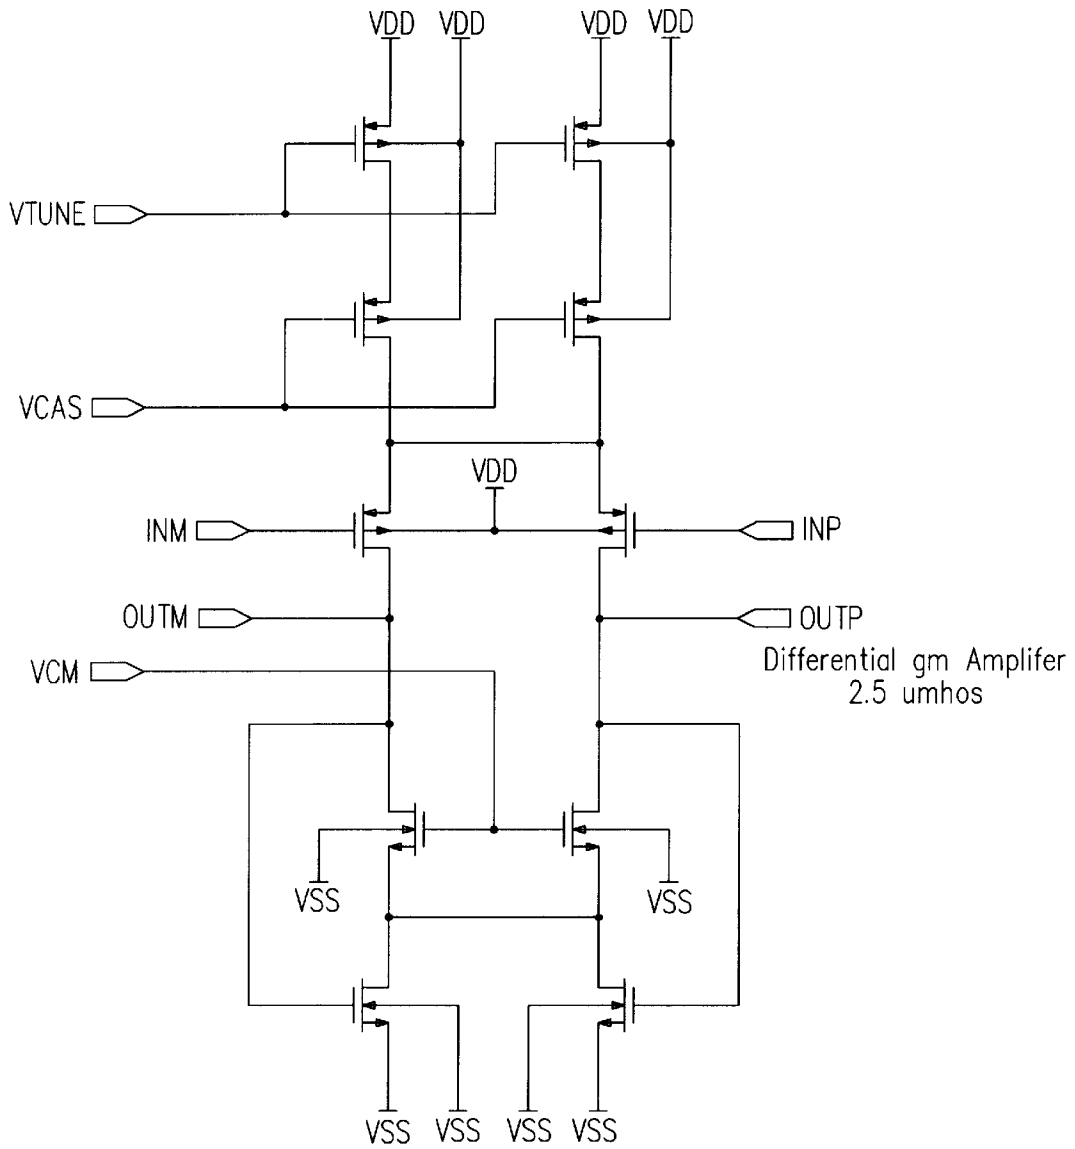 VDD VDD VDD VDD
VTUNE
VCAS
VDD
INM
INP
OUTM
OUTP
VCM
Differential gm Amplifer
2.5 umhos
VSS
VSS
VSS VSS VSS VSS